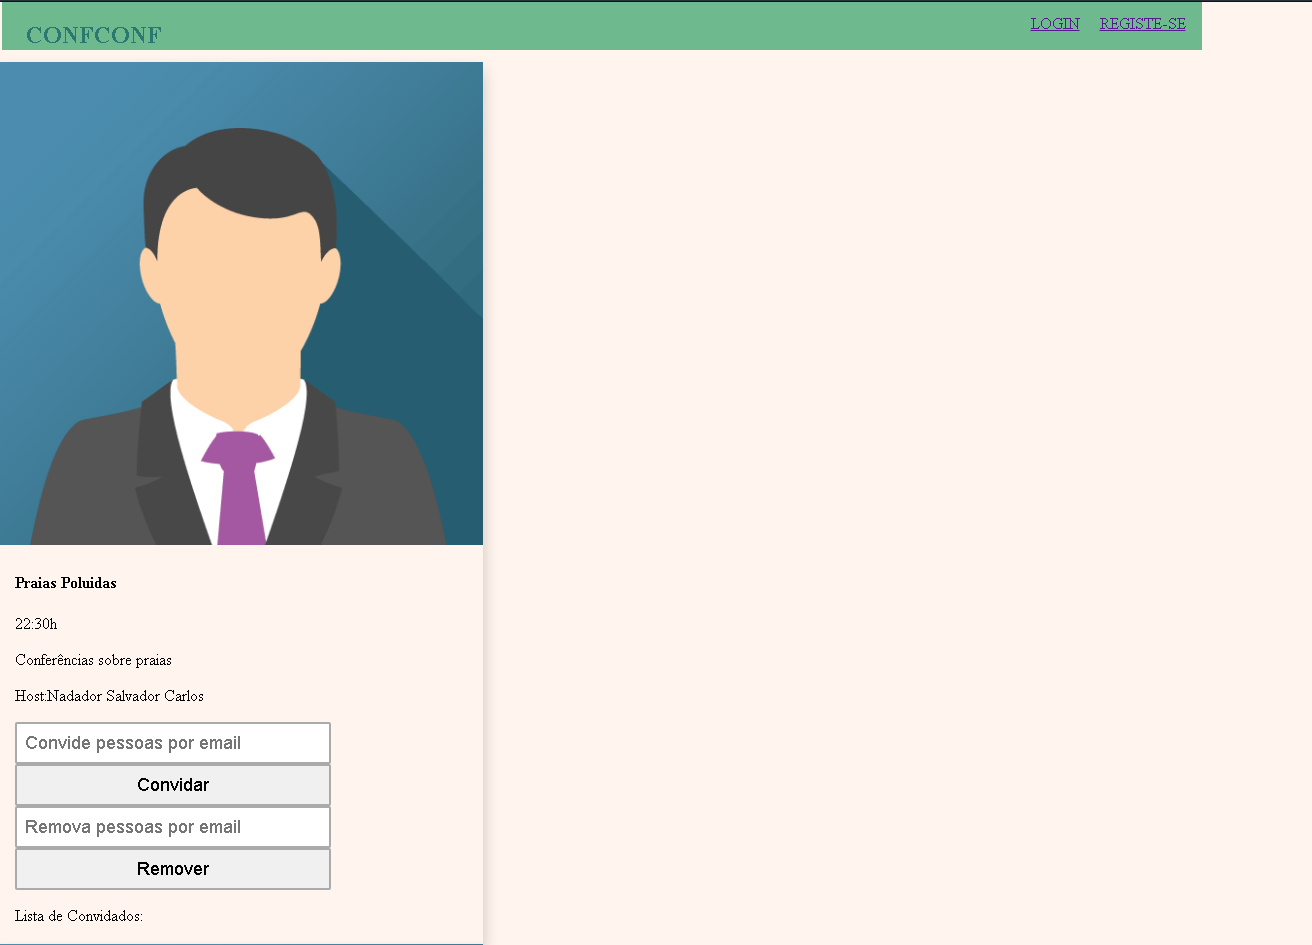 CONFCONF
LOGIN REGISTE-SE
Praias Poluidas
22:30h
Conferências sobre praias
Host:Nadador Salvador Carlos
Convide pessoas por email
Convidar
Remova pessoas por email
Remover
Lista de Convidados: